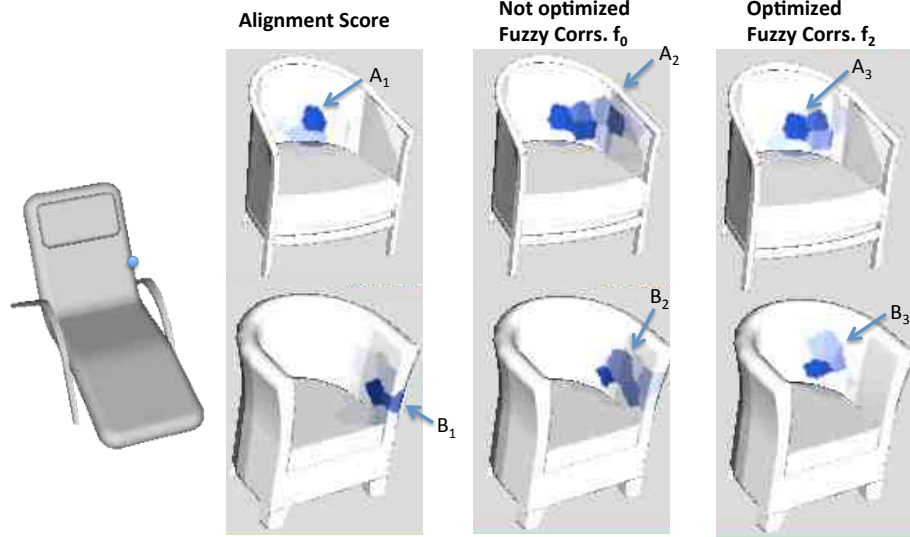 Alignment Score
Not optimized
Fuzzy Corrs. f₀
Optimized
Fuzzy Corrs. f₂
A₁
A₂
A₃
B₁
B₂
B₃